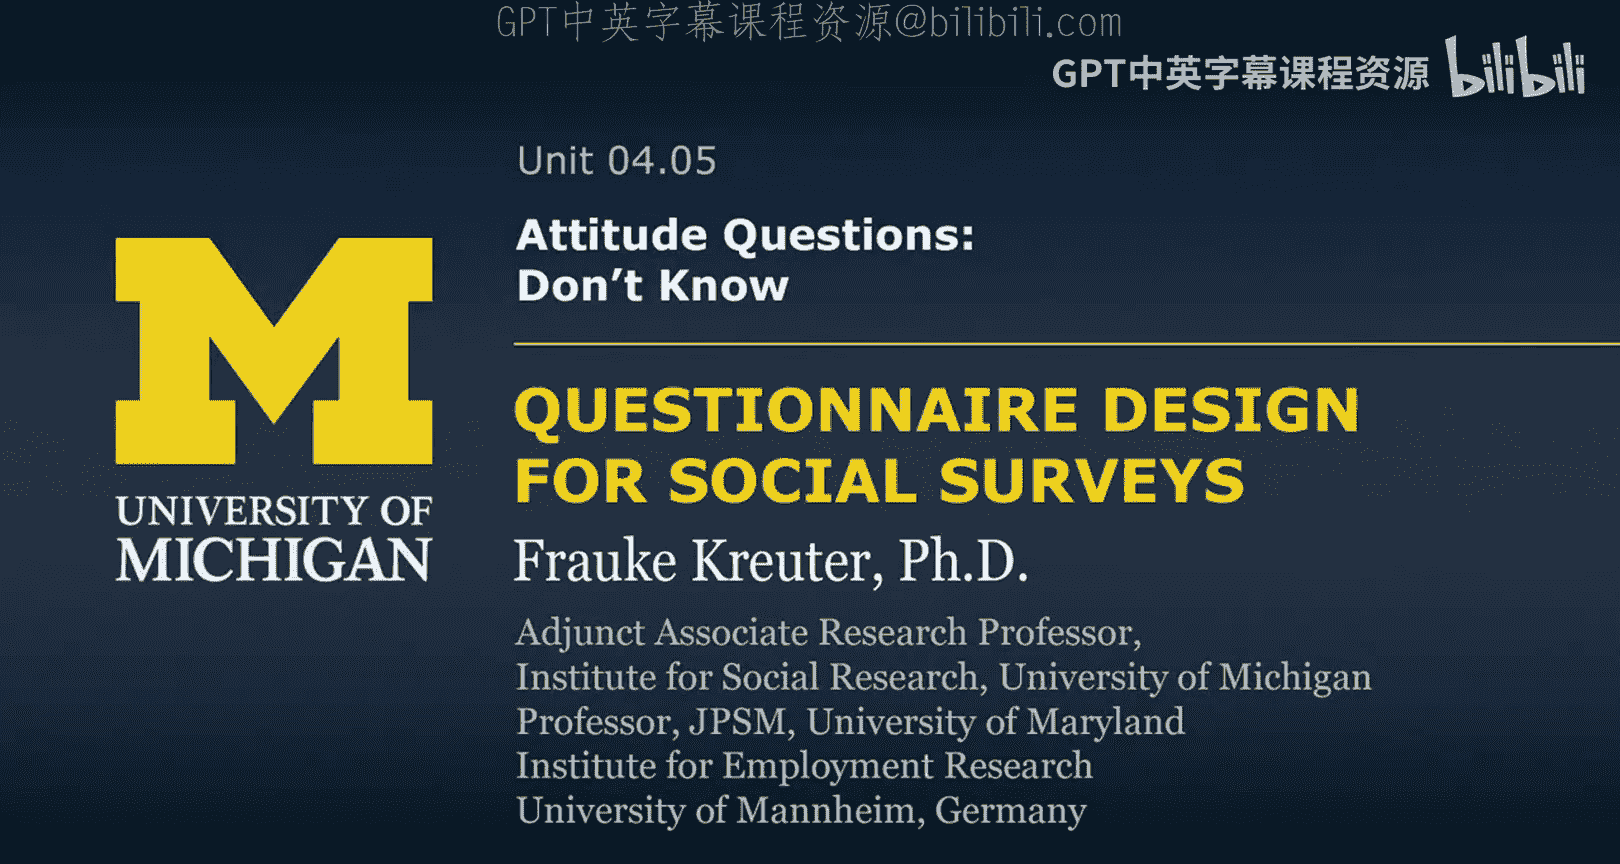 GPT中英字幕课程资源@bilibili.com
GPT中英字幕课程资源 bilibili
Unit 04.05
Attitude Questions:
Don't Know
QUESTIONNAIRE DESIGN
FOR SOCIAL SURVEYS
Frauke Kreuter, Ph.D.
Adjunct Associate Research Professor,
Institute for Social Research, University of Michigan
Professor, JPSM, University of Maryland
Institute for Employment Research
University of Mannheim, Germany
M
UNIVERSITY OF
MICHIGAN